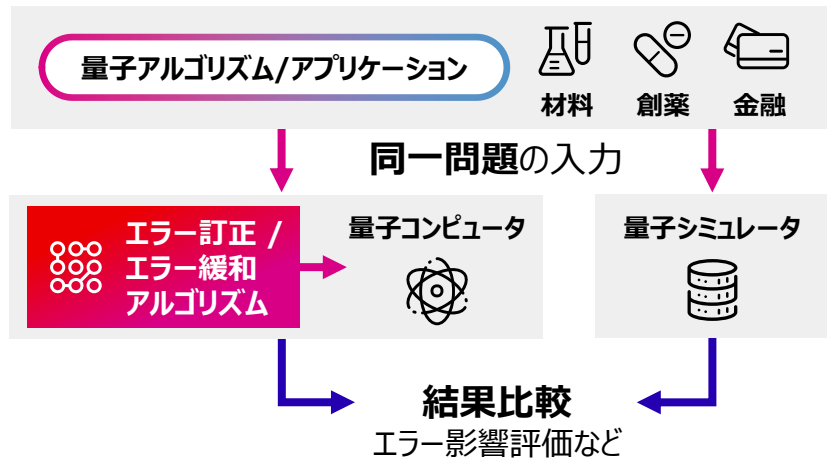 量子アルゴリズム/アプリケーション
材料 創薬 金融
同一問題の入力
エラー訂正 /
エラー緩和
アルゴリズム
量子コンピュータ
量子シミュレータ
結果比較
エラー影響評価など